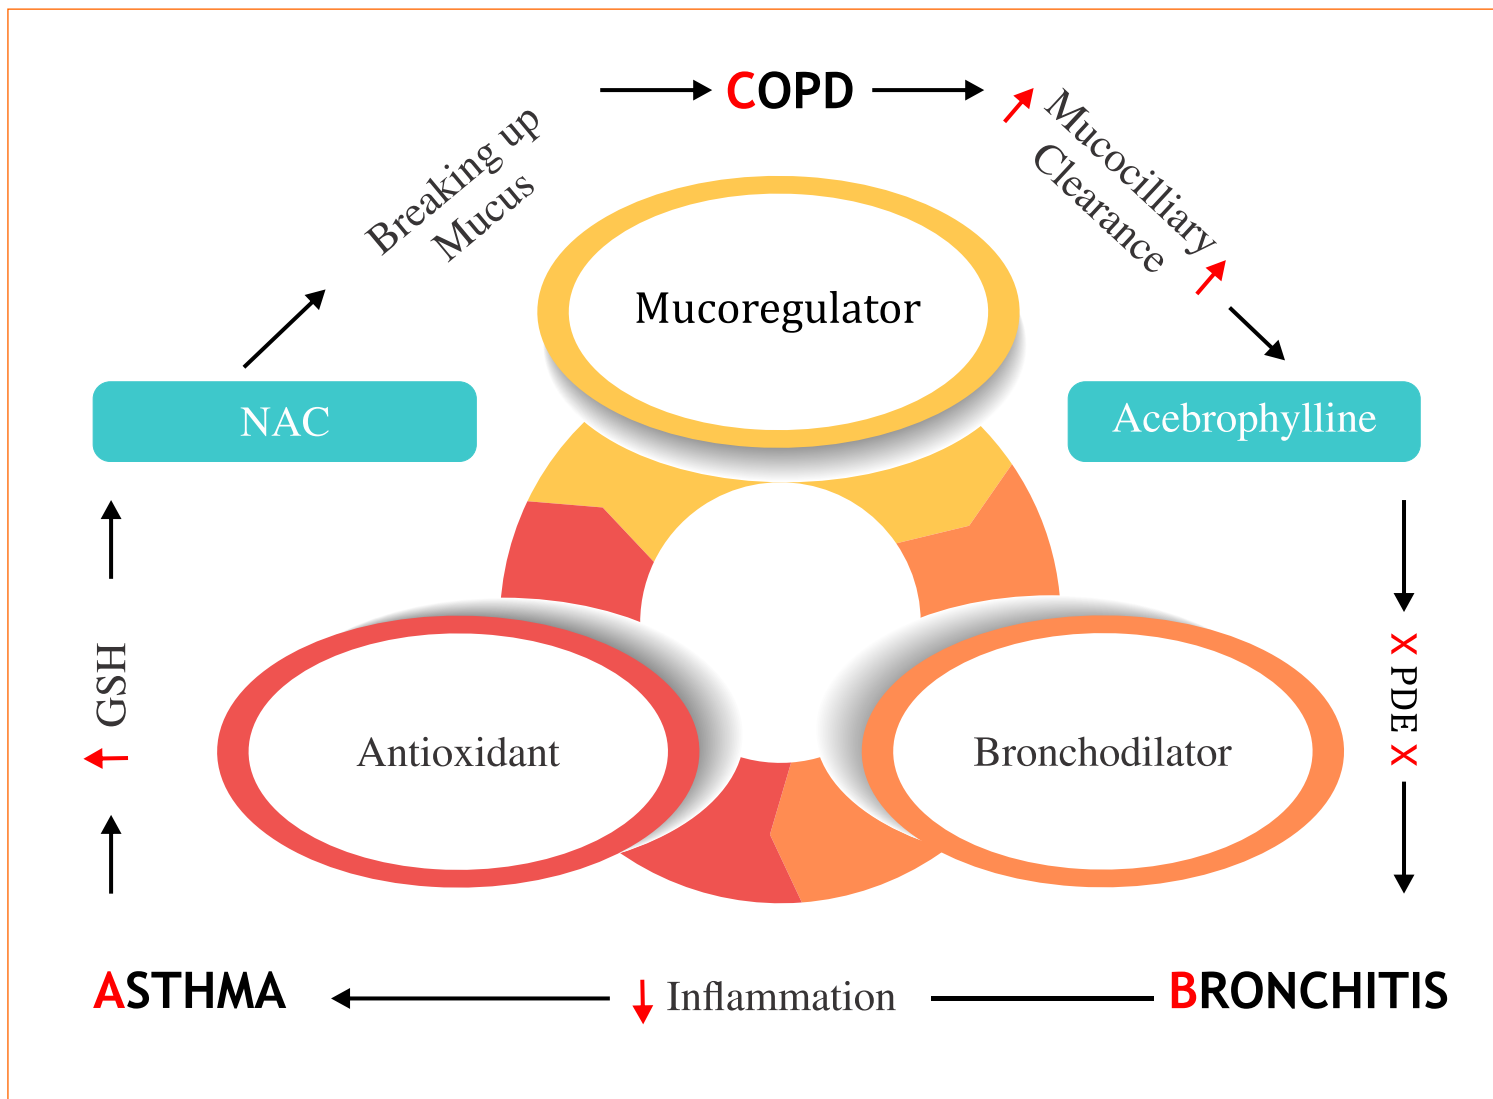 COPD
Breaking up
Mucus
Mucocilliary
Clearance
Mucoregulator
NAC
Acebrophylline
GSH
X PDE X
Antioxidant
Bronchodilator
ASTHMA
Inflammation
BRONCHITIS